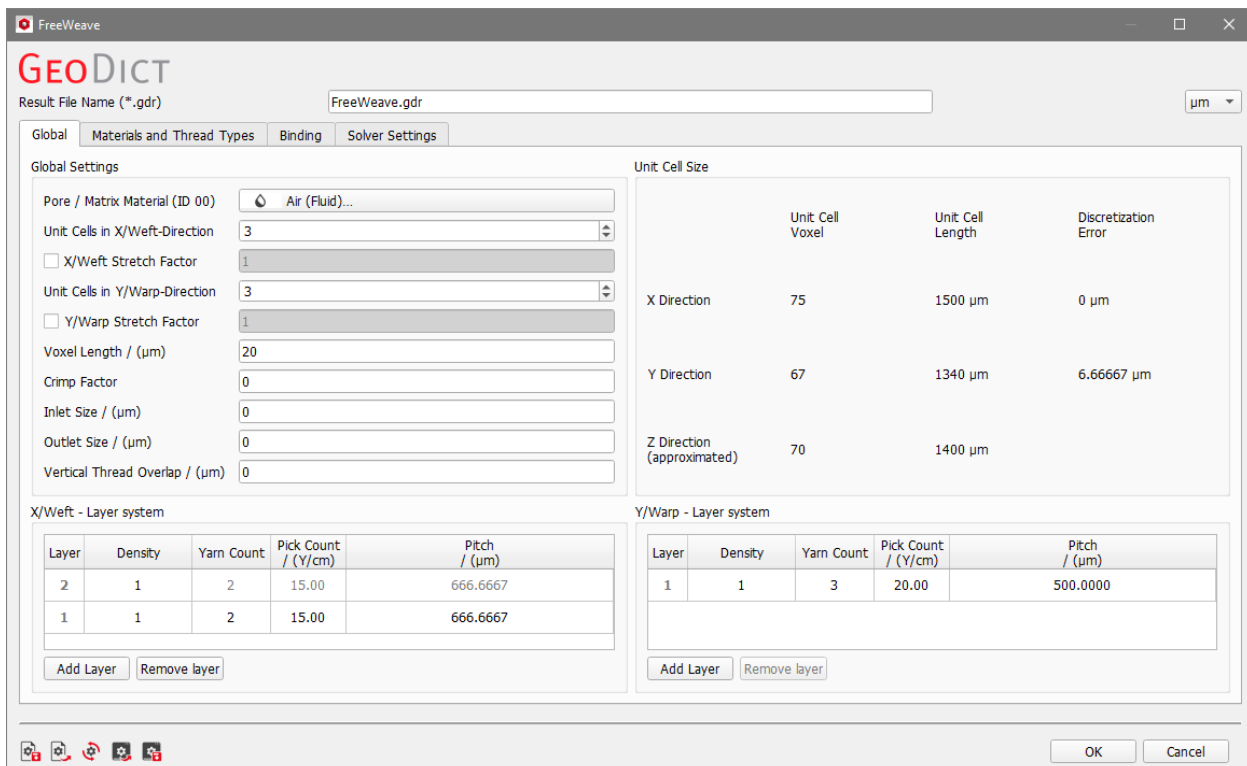 FreeWeave
GEODICT
Result File Name (*.gdr) FreeWeave.gdr µm
Global Materials and Thread Types Binding Solver Settings
Global Settings
Pore / Matrix Material (ID 00) Air (Fluid)...
Unit Cells in X/Weft-Direction 3
X/Weft Stretch Factor 1
Unit Cells in Y/Warp-Direction 3
Y/Warp Stretch Factor 1
Voxel Length / (µm) 20
Crimp Factor 0
Inlet Size / (µm) 0
Outlet Size / (µm) 0
Vertical Thread Overlap / (µm) 0
Unit Cell Size
Unit Cell Unit Cell Discretization
Voxel Length Error
X Direction 75 1500 µm 0 µm
Y Direction 67 1340 µm 6.66667 µm
Z Direction
(approximated) 70 1400 µm
X/Weft - Layer system
Layer Density Yarn Count Pick Count / (Y/cm) Pitch / (µm)
2 1 2 15.00 666.6667
1 1 2 15.00 666.6667
Add Layer Remove layer
Y/Warp - Layer system
Layer Density Yarn Count Pick Count / (Y/cm) Pitch / (µm)
1 1 3 20.00 500.0000
Add Layer Remove layer
OK Cancel